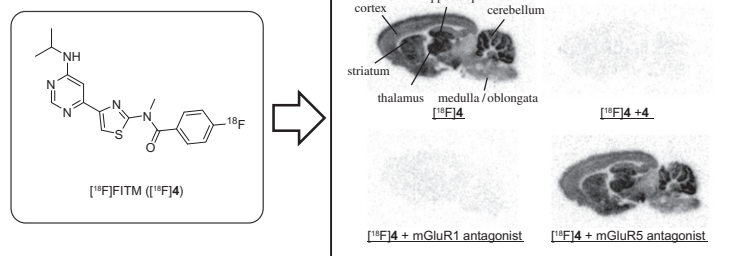 cortex
cerebellum
striatum
thalamus
medulla / oblongata
[¹⁸F]4
[¹⁸F]4 +4
NH
N
N
N
N
S
O
¹⁸F
[¹⁸F]FITM ([¹⁸F]4)
[¹⁸F]4 + mGluR1 antagonist
[¹⁸F]4 + mGluR5 antagonist